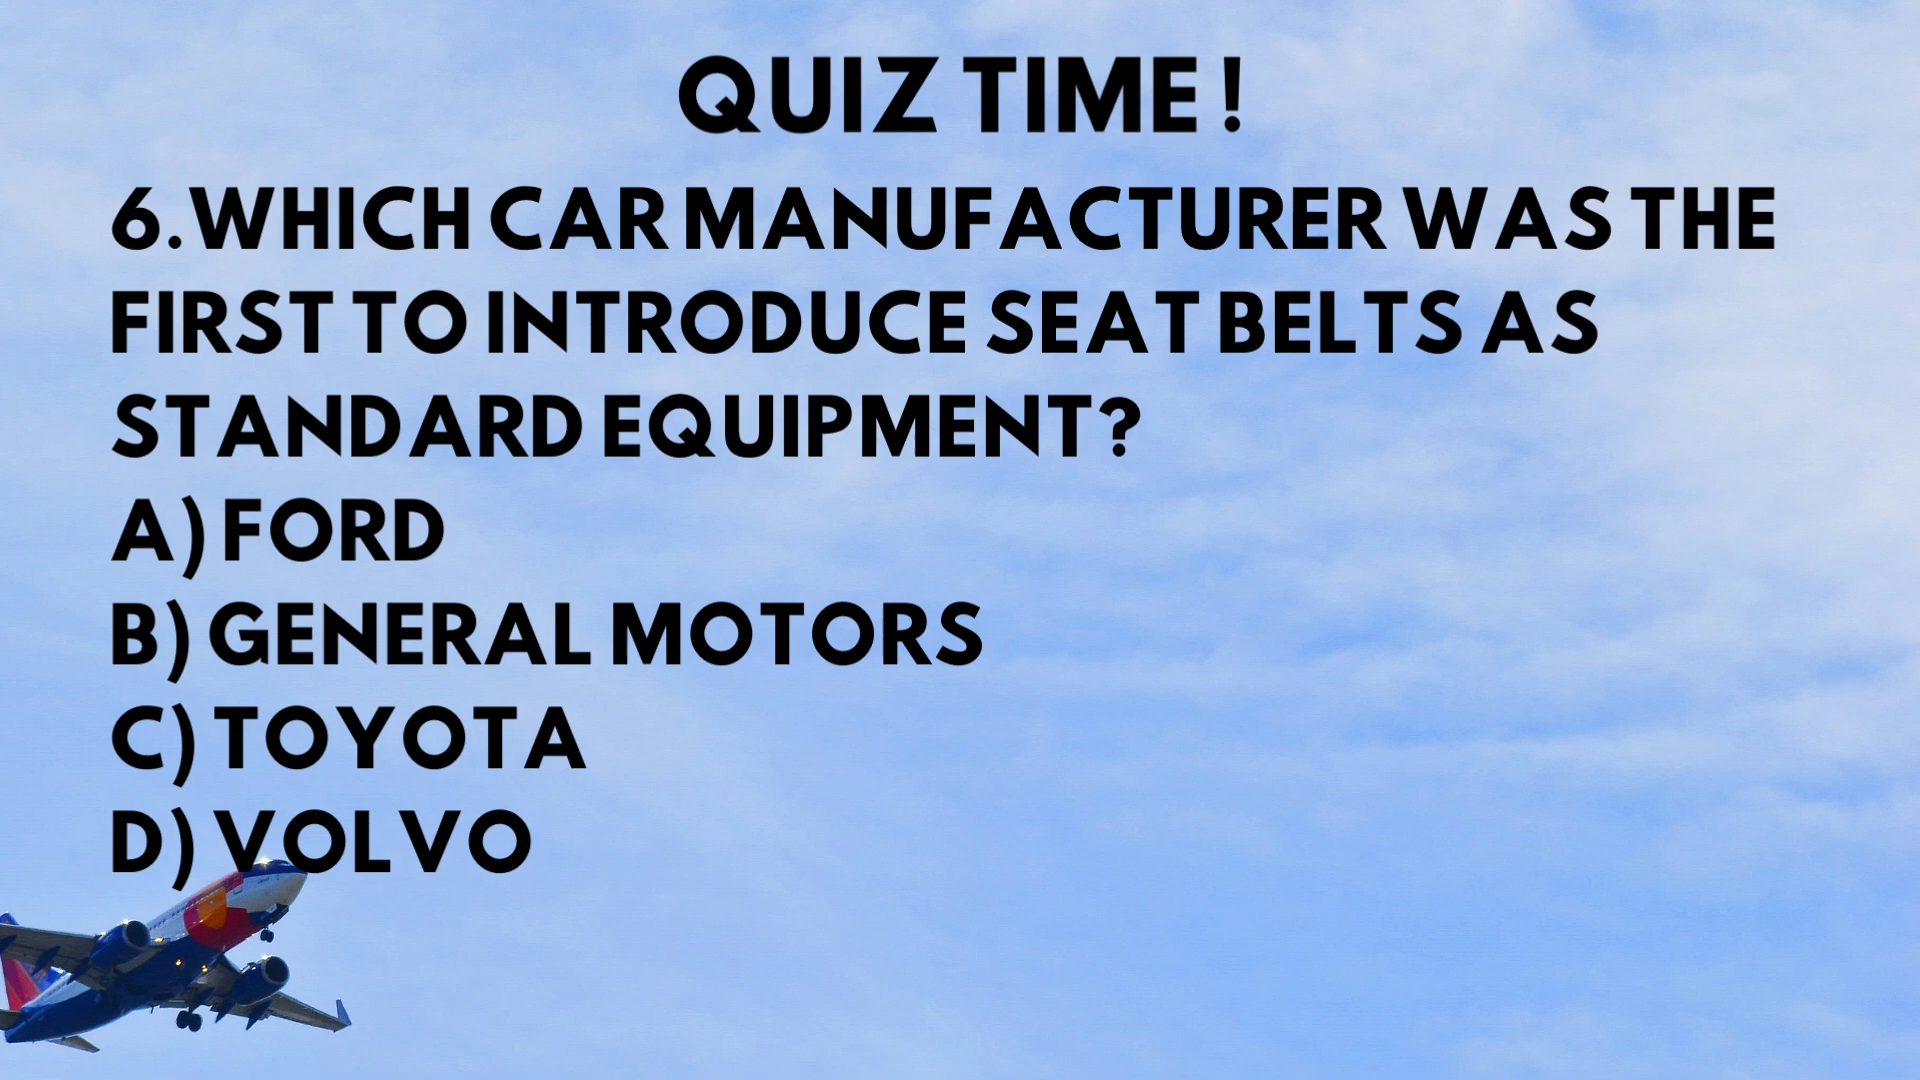 QUIZ TIME !
6.WHICH CAR MANUFACTURER WAS THE
FIRST TO INTRODUCE SEAT BELTS AS
STANDARD EQUIPMENT?
A) FORD
B) GENERAL MOTORS
C) TOYOTA
D) VOLVO